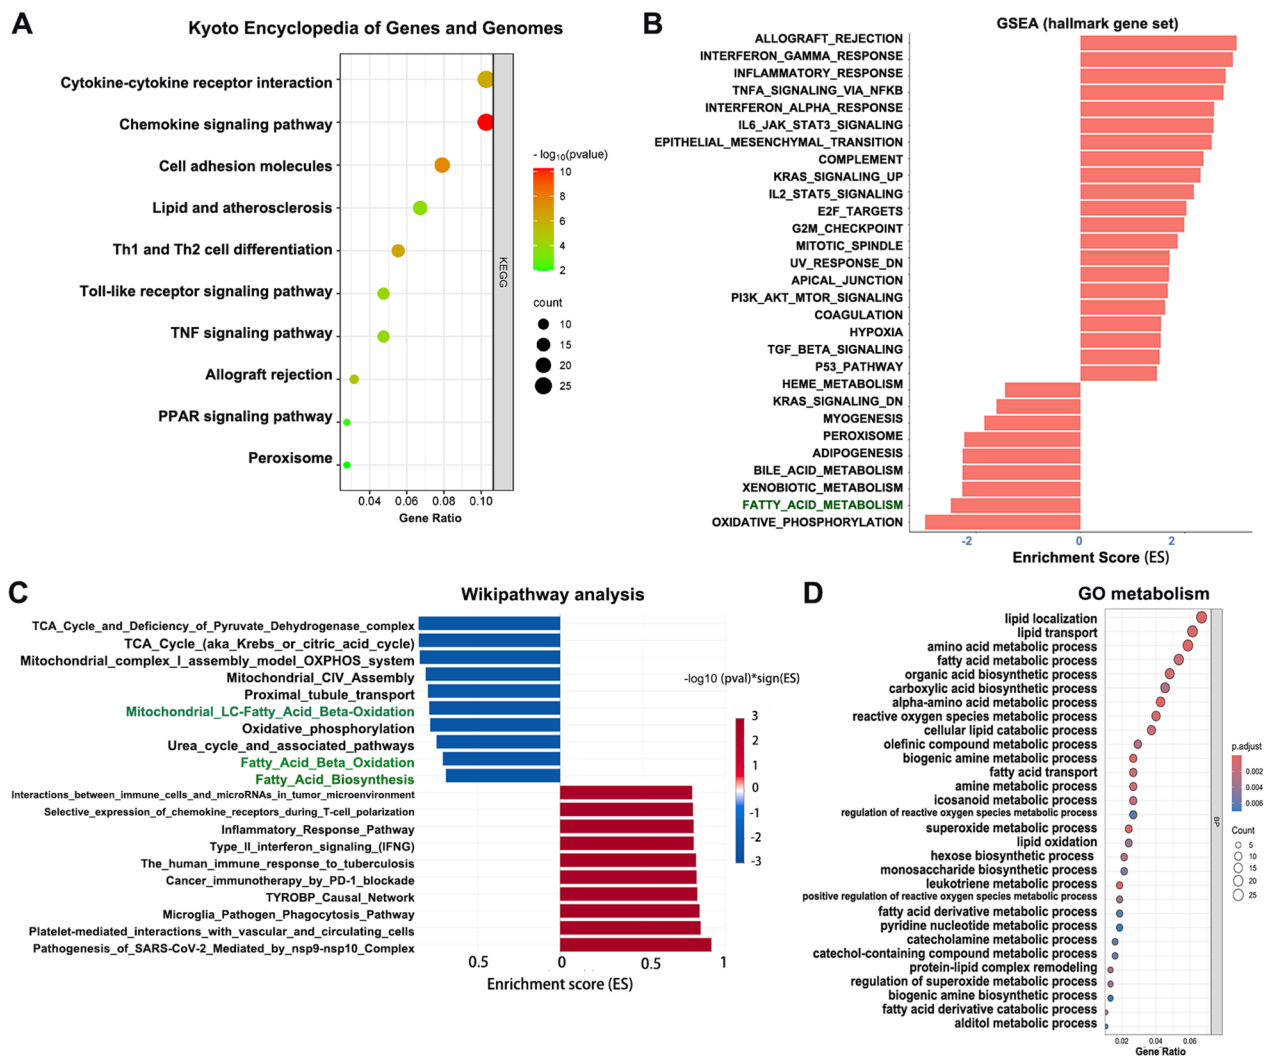 A
Kyoto Encyclopedia of Genes and Genomes
Cytokine-cytokine receptor interaction
Chemokine signaling pathway
Cell adhesion molecules
Lipid and atherosclerosis
Th1 and Th2 cell differentiation
Toll-like receptor signaling pathway
TNF signaling pathway
Allograft rejection
PPAR signaling pathway
Peroxisome
KEGG
0.04 0.06 0.08 0.10
Gene Ratio
- log10(pvalue)
10
8
6
4
2
count
10
15
20
25
B
GSEA (hallmark gene set)
ALLOGRAFT_REJECTION
INTERFERON_GAMMA_RESPONSE
INFLAMMATORY_RESPONSE
TNFA_SIGNALING_VIA_NFKB
INTERFERON_ALPHA_RESPONSE
IL6_JAK_STAT3_SIGNALING
EPITHELIAL_MESENCHYMAL_TRANSITION
COMPLEMENT
KRAS_SIGNALING_UP
IL2_STAT5_SIGNALING
E2F_TARGETS
G2M_CHECKPOINT
MITOTIC_SPINDLE
UV_RESPONSE_DN
APICAL_JUNCTION
PI3K_AKT_MTOR_SIGNALING
COAGULATION
HYPOXIA
TGF_BETA_SIGNALING
P53_PATHWAY
HEME_METABOLISM
KRAS_SIGNALING_DN
MYOGENESIS
PEROXISOME
ADIPOGENESIS
BILE_ACID_METABOLISM
XENOBIOTIC_METABOLISM
FATTY_ACID_METABOLISM
OXIDATIVE_PHOSPHORYLATION
-2 0 2
Enrichment Score (ES)
C
Wikipathway analysis
TCA_Cycle_and_Deficiency_of_Pyruvate_Dehydrogenase_complex
TCA_Cycle_(aka_Krebs_or_citric_acid_cycle)
Mitochondrial_complex_I_assembly_model_OXPHOS_system
Mitochondrial_CIV_Assembly
Proximal_tubule_transport
Mitochondrial_LC-Fatty_Acid_Beta-Oxidation
Oxidative_phosphorylation
Urea_cycle_and_associated_pathways
Fatty_Acid_Beta_Oxidation
Fatty_Acid_Biosynthesis
Interactions_between_immune_cells_and_microRNAs_in_tumor_microenvironment
Selective_expression_of_chemokine_receptors_during_T-cell_polarization
Inflammatory_Response_Pathway
Type_II_interferon_signaling_(IFNG)
The_human_immune_response_to_tuberculosis
Cancer_immunotherapy_by_PD-1_blockade
TYROBP_Causal_Network
Microglia_Pathogen_Phagocytosis_Pathway
Platelet-mediated_interactions_with_vascular_and_circulating_cells
Pathogenesis_of_SARS-CoV-2_Mediated_by_nsp9-nsp10_Complex
0.5 0 0.5 1
Enrichment score (ES)
-log10 (pval)*sign(ES)
3
2
1
0
-1
-2
-3
D
GO metabolism
lipid localization
lipid transport
amino acid metabolic process
fatty acid metabolic process
organic acid biosynthetic process
carboxylic acid biosynthetic process
alpha-amino acid metabolic process
reactive oxygen species metabolic process
cellular lipid catabolic process
olefinic compound metabolic process
biogenic amine metabolic process
fatty acid transport
amine metabolic process
icosanoid metabolic process
regulation of reactive oxygen species metabolic process
superoxide metabolic process
lipid oxidation
hexose biosynthetic process
monosaccharide biosynthetic process
leukotriene metabolic process
positive regulation of reactive oxygen species metabolic process
fatty acid derivative metabolic process
pyridine nucleotide metabolic process
catecholamine metabolic process
catechol-containing compound metabolic process
protein-lipid complex remodeling
regulation of superoxide metabolic process
biogenic amine biosynthetic process
fatty acid derivative catabolic process
alditol metabolic process
BP
0.02 0.04 0.06
Gene Ratio
p.adjust
0.002
0.004
0.006
Count
5
10
15
20
25